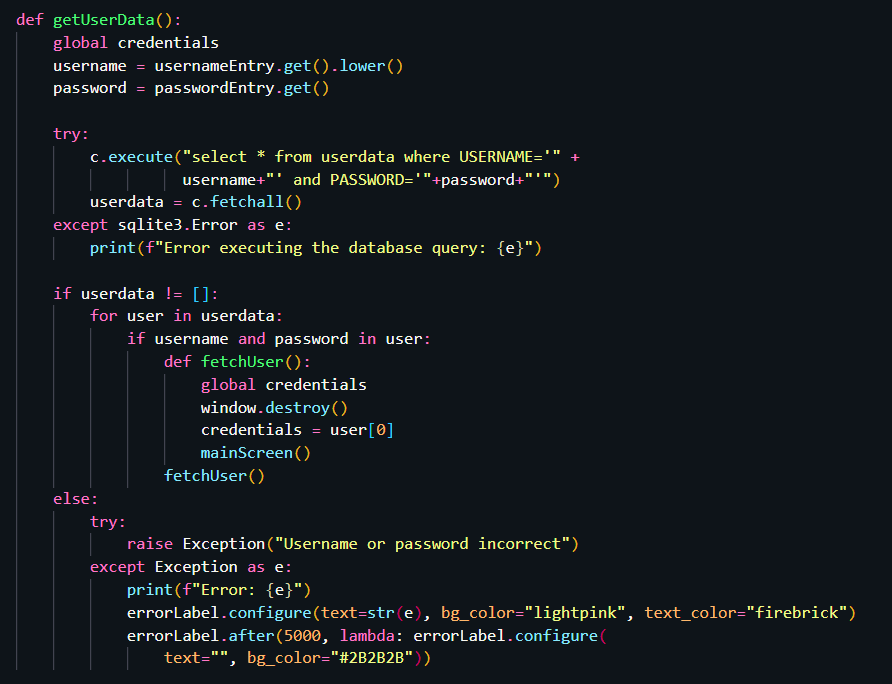 def getUserData():
    global credentials
    username = usernameEntry.get().lower()
    password = passwordEntry.get()

    try:
        c.execute("select * from userdata where USERNAME='" +
                  username+"' and PASSWORD='"+password+"'")
        userdata = c.fetchall()
    except sqlite3.Error as e:
        print(f"Error executing the database query: {e}")

    if userdata != []:
        for user in userdata:
            if username and password in user:
                def fetchUser():
                    global credentials
                    window.destroy()
                    credentials = user[0]
                    mainScreen()
                fetchUser()
    else:
        try:
            raise Exception("Username or password incorrect")
        except Exception as e:
            print(f"Error: {e}")
            errorLabel.configure(text=str(e), bg_color="lightpink", text_color="firebrick")
            errorLabel.after(5000, lambda: errorLabel.configure(
                text="", bg_color="#2B2B2B"))